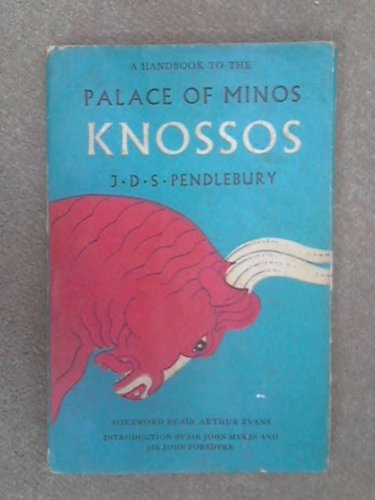 A HANDBOOK TO THE
PALACE OF MINOS
KNOSSOS
J·D·S·PENDLEBURY
FOREWORD BY SIR ARTHUR EVANS
INTRODUCTION BY SIR JOHN MYRES AND
SIR JOHN FORSDYKE